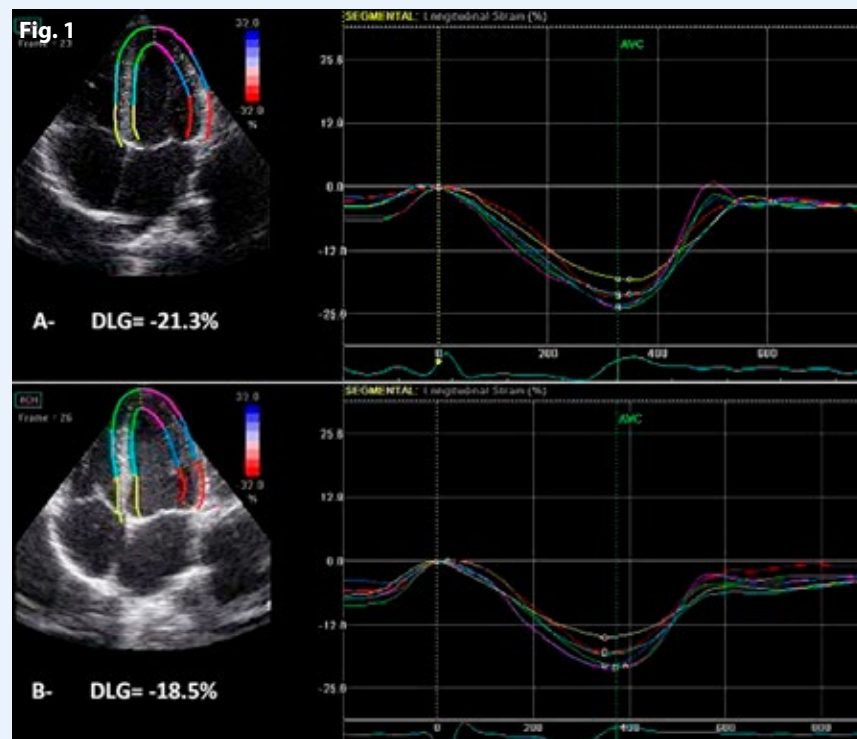 Fig. 1
Frame = 23
32.0
32.0
%
SEGMENTAL: Longitudinal Strain (%)
AVC
25.6
12.0
0.0
-12.0
-25.0
0
200
400
600
A- DLG= -21.3%
Frame = 26
32.0
-32.0
%
SEGMENTAL: Longitudinal Strain (%)
AVC
25.6
12.0
0.0
-12.0
-25.0
0
200
400
600
800
B- DLG= -18.5%